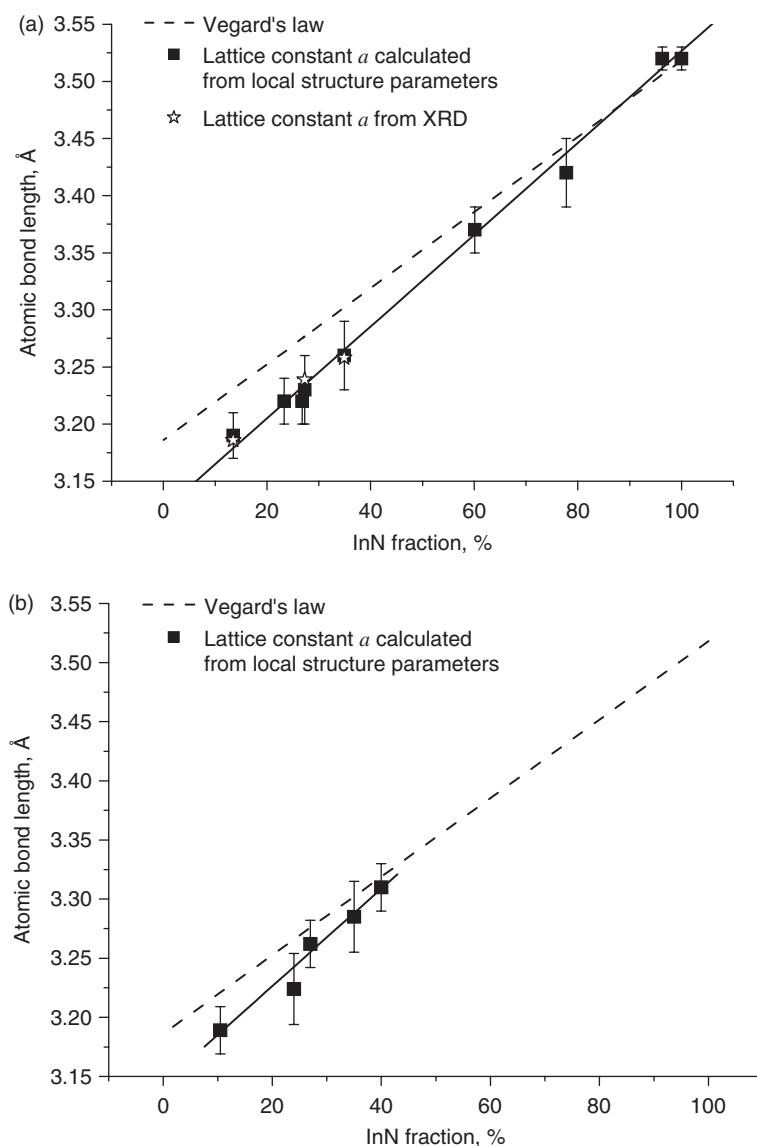 (a)
Vegard's law
Lattice constant a calculated
from local structure parameters
Lattice constant a from XRD
3.55
3.50
3.45
3.40
3.35
3.30
3.25
3.20
3.15
Atomic bond length, Å
0 20 40 60 80 100
InN fraction, %
(b)
Vegard's law
Lattice constant a calculated
from local structure parameters
3.55
3.50
3.45
3.40
3.35
3.30
3.25
3.20
3.15
Atomic bond length, Å
0 20 40 60 80 100
InN fraction, %